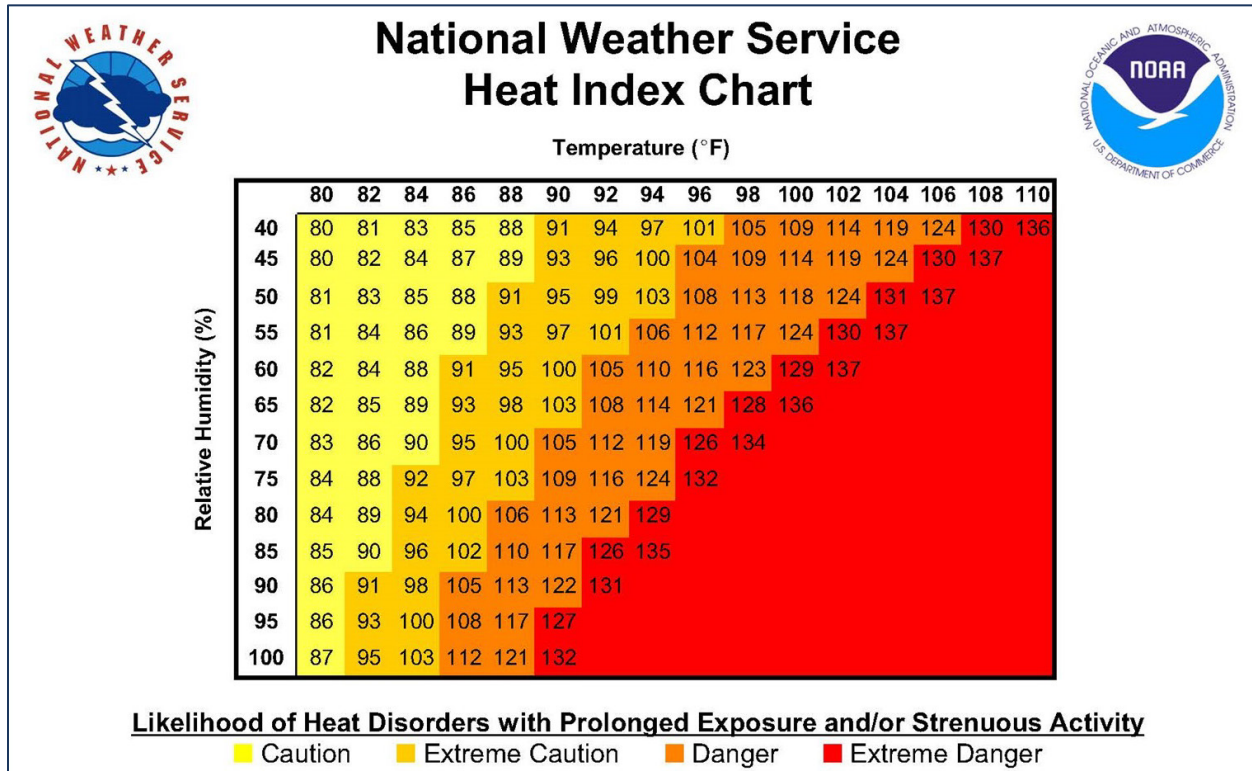 NATIONAL WEATHER SERVICE
National Weather Service
Heat Index Chart
NATIONAL OCEANIC AND ATMOSPHERIC ADMINISTRATION
NOAA
U.S. DEPARTMENT OF COMMERCE
Temperature (°F)
80 82 84 86 88 90 92 94 96 98 100 102 104 106 108 110
Relative Humidity (%)
40 80 81 83 85 88 91 94 97 101 105 109 114 119 124 130 136
45 80 82 84 87 89 93 96 100 104 109 114 119 124 130 137
50 81 83 85 88 91 95 99 103 108 113 118 124 131 137
55 81 84 86 89 93 97 101 106 112 117 124 130 137
60 82 84 88 91 95 100 105 110 116 123 129 137
65 82 85 89 93 98 103 108 114 121 128 136
70 83 86 90 95 100 105 112 119 126 134
75 84 88 92 97 103 109 116 124 132
80 84 89 94 100 106 113 121 129
85 85 90 96 102 110 117 126 135
90 86 91 98 105 113 122 131
95 86 93 100 108 117 127
100 87 95 103 112 121 132
Likelihood of Heat Disorders with Prolonged Exposure and/or Strenuous Activity
Caution Extreme Caution Danger Extreme Danger